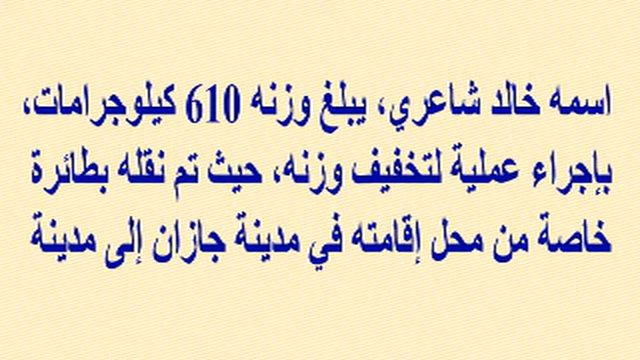 اسمه خالد شاعري، يبلغ وزنه 610 كيلوجرامات،
بإجراء عملية لتخفيف وزنه، حيث تم نقله بطائرة
خاصة من محل إقامته في مدينة جازان إلى مدينة